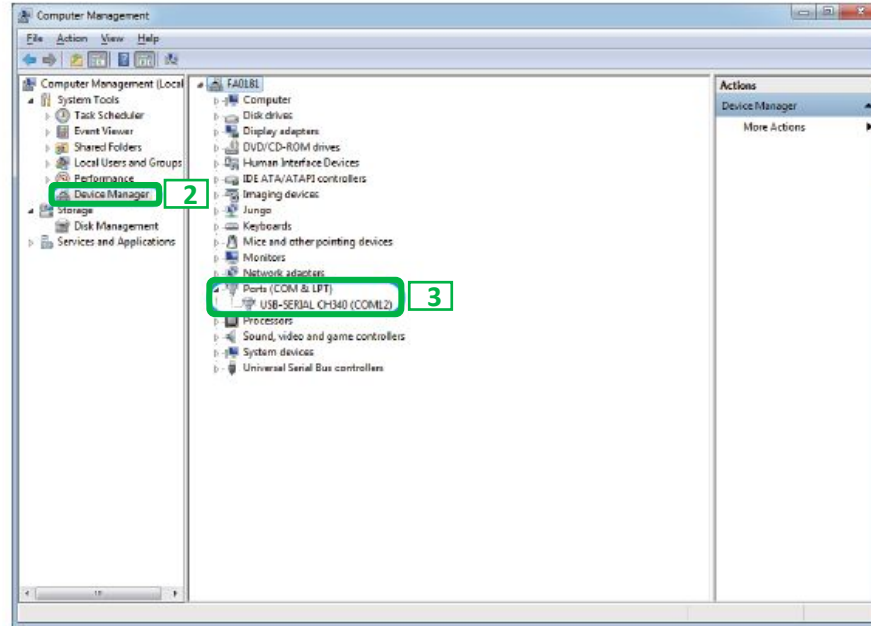 Computer Management
File Action View Help
Computer Management (Local
System Tools
Task Scheduler
Event Viewer
Shared Folders
Local Users and Groups
Performance
Device Manager
2
Storage
Disk Management
Services and Applications
FA0181
Computer
Disk drives
Display adapters
DVD/CD-ROM drives
Human Interface Devices
IDE ATA/ATAPI controllers
Imaging devices
Jungo
Keyboards
Mice and other pointing devices
Monitors
Network adapters
Ports (COM & LPT)
USB-SERIAL CH340 (COM12)
3
Processors
Sound, video and game controllers
System devices
Universal Serial Bus controllers
Actions
Device Manager
More Actions